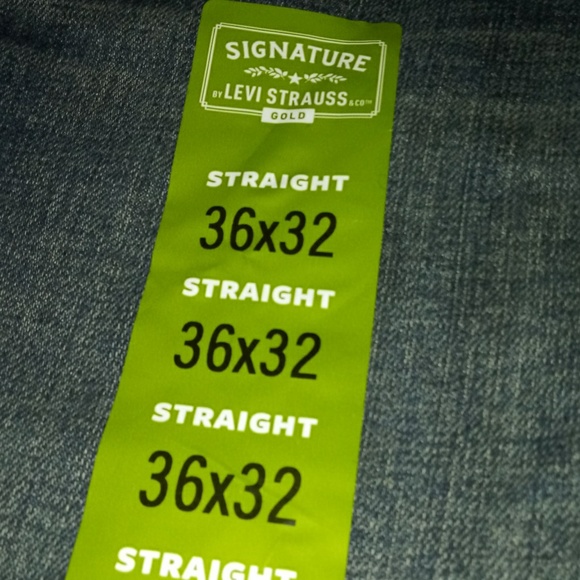 SIGNATURE
BY LEVI STRAUSS & CO™
GOLD
STRAIGHT
36x32
STRAIGHT
36x32
STRAIGHT
36x32
STRAIGHT